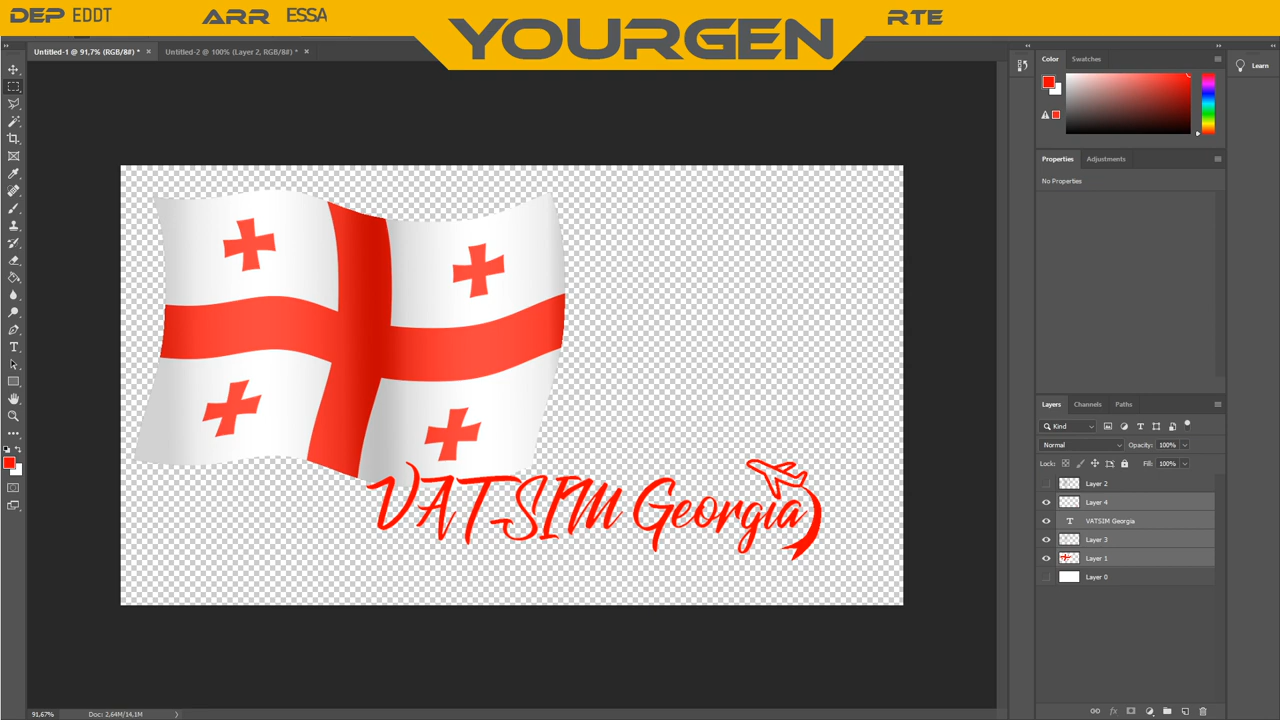 DEP EDDT
ARR ESSA
YOURGEN
RTE
Untitled-1 @ 91,7% (RGB/8#) * ×
Untitled-2 @ 100% (Layer 2, RGB/8#) * ×
Color
Swatches
Learn
Properties
Adjustments
No Properties
VATSIM Georgia
Layers
Channels
Paths
Kind
Normal
Opacity: 100%
Lock:
Fill: 100%
Layer 2
Layer 4
T VATSIM Georgia
Layer 3
Layer 1
Layer 0
91,67%
Doc: 2,64M/14,1M
fx